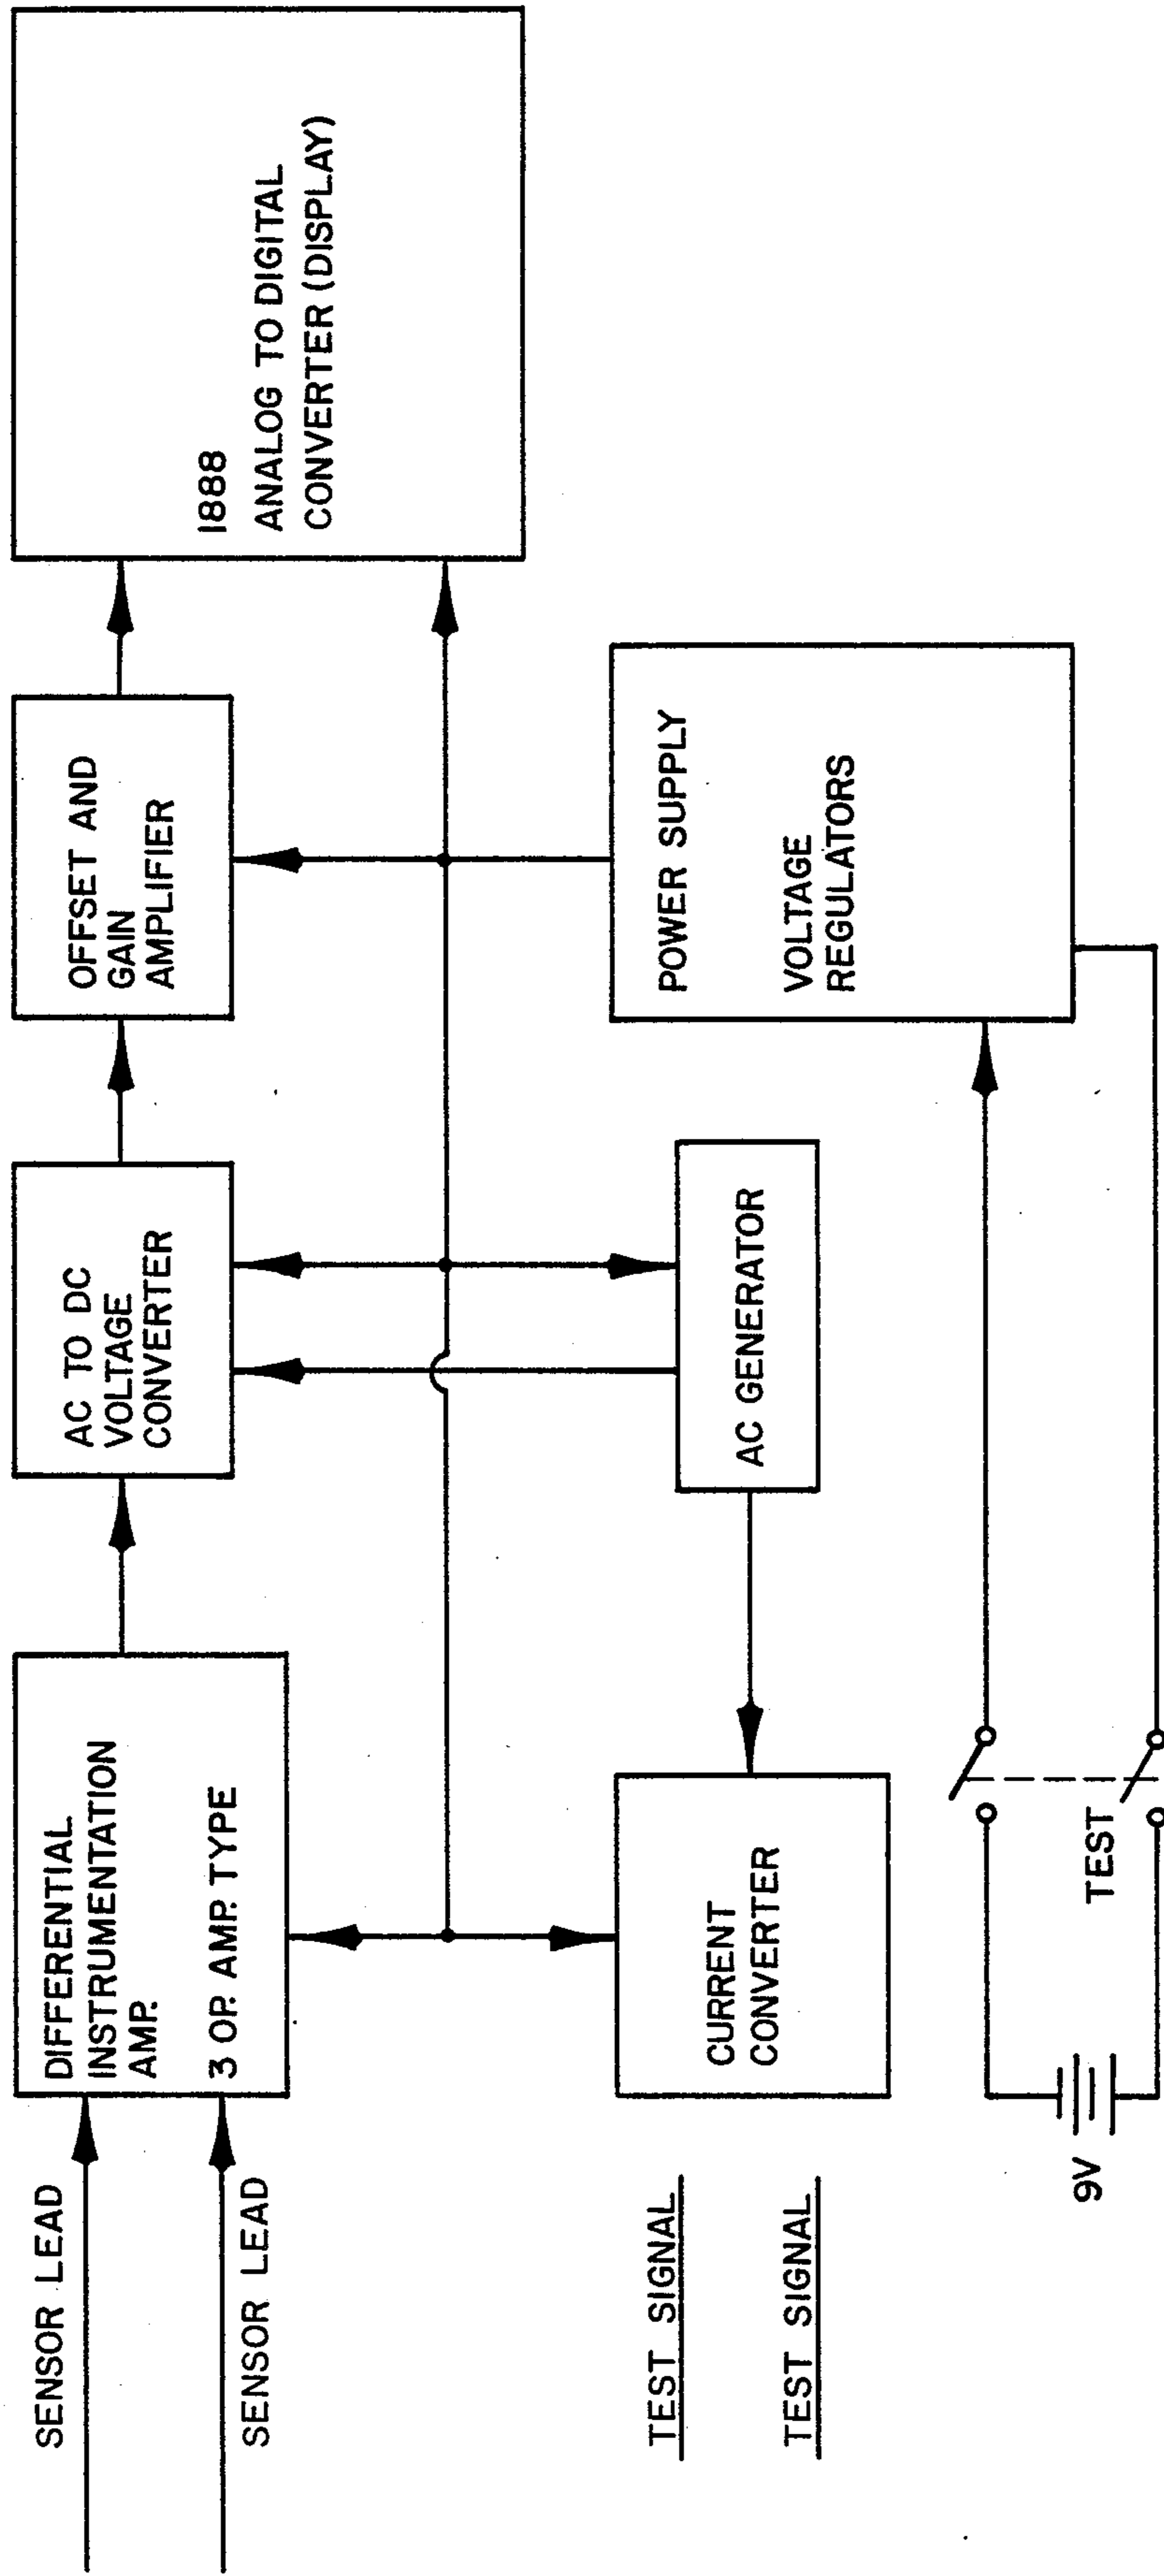 SENSOR LEAD
SENSOR LEAD
DIFFERENTIAL
INSTRUMENTATION
AMP.
3 OP. AMP. TYPE
AC TO DC
VOLTAGE
CONVERTER
OFFSET AND
GAIN
AMPLIFIER
1888
ANALOG TO DIGITAL
CONVERTER (DISPLAY)
TEST SIGNAL
TEST SIGNAL
CURRENT
CONVERTER
AC GENERATOR
POWER SUPPLY
VOLTAGE
REGULATORS
9V
TEST